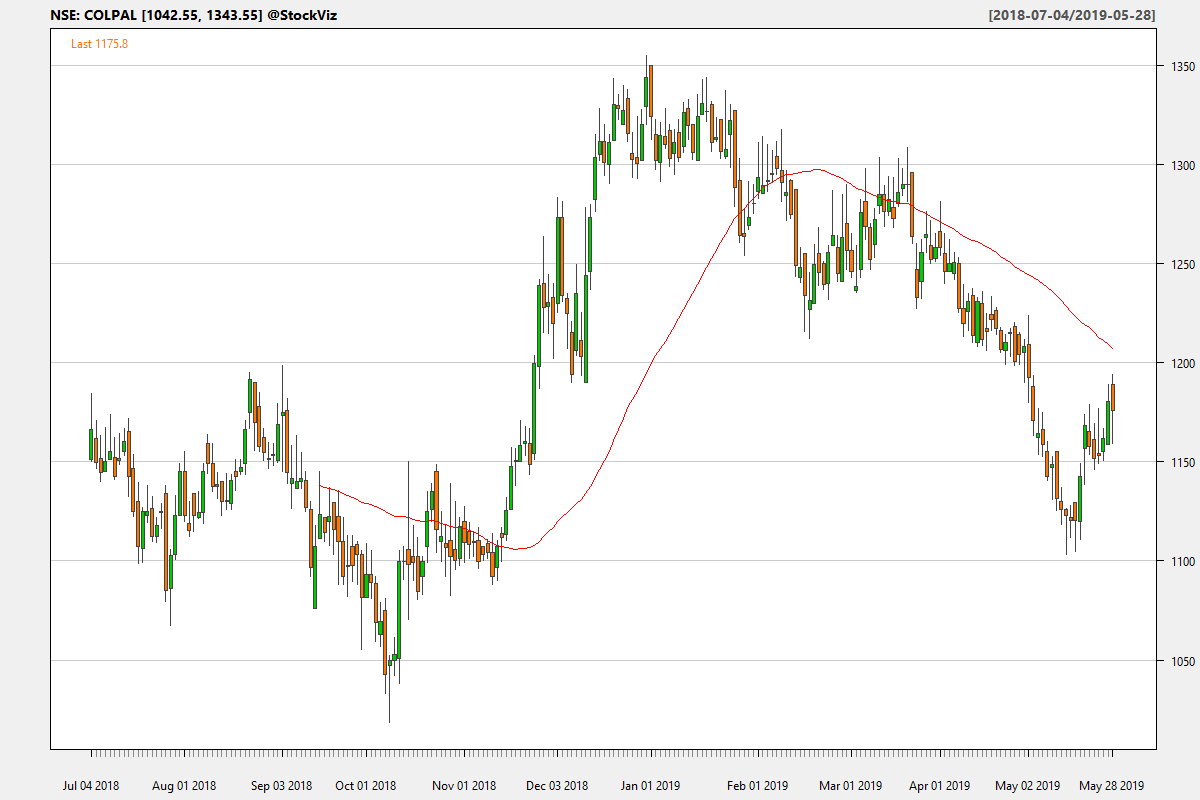 NSE: COLPAL [1042.55, 1343.55] @StockViz [2018-07-04/2019-05-28]
Last 1175.8
1350
1300
1250
1200
1150
1100
1050
Jul 04 2018 Aug 01 2018 Sep 03 2018 Oct 01 2018 Nov 01 2018 Dec 03 2018 Jan 01 2019 Feb 01 2019 Mar 01 2019 Apr 01 2019 May 02 2019 May 28 2019